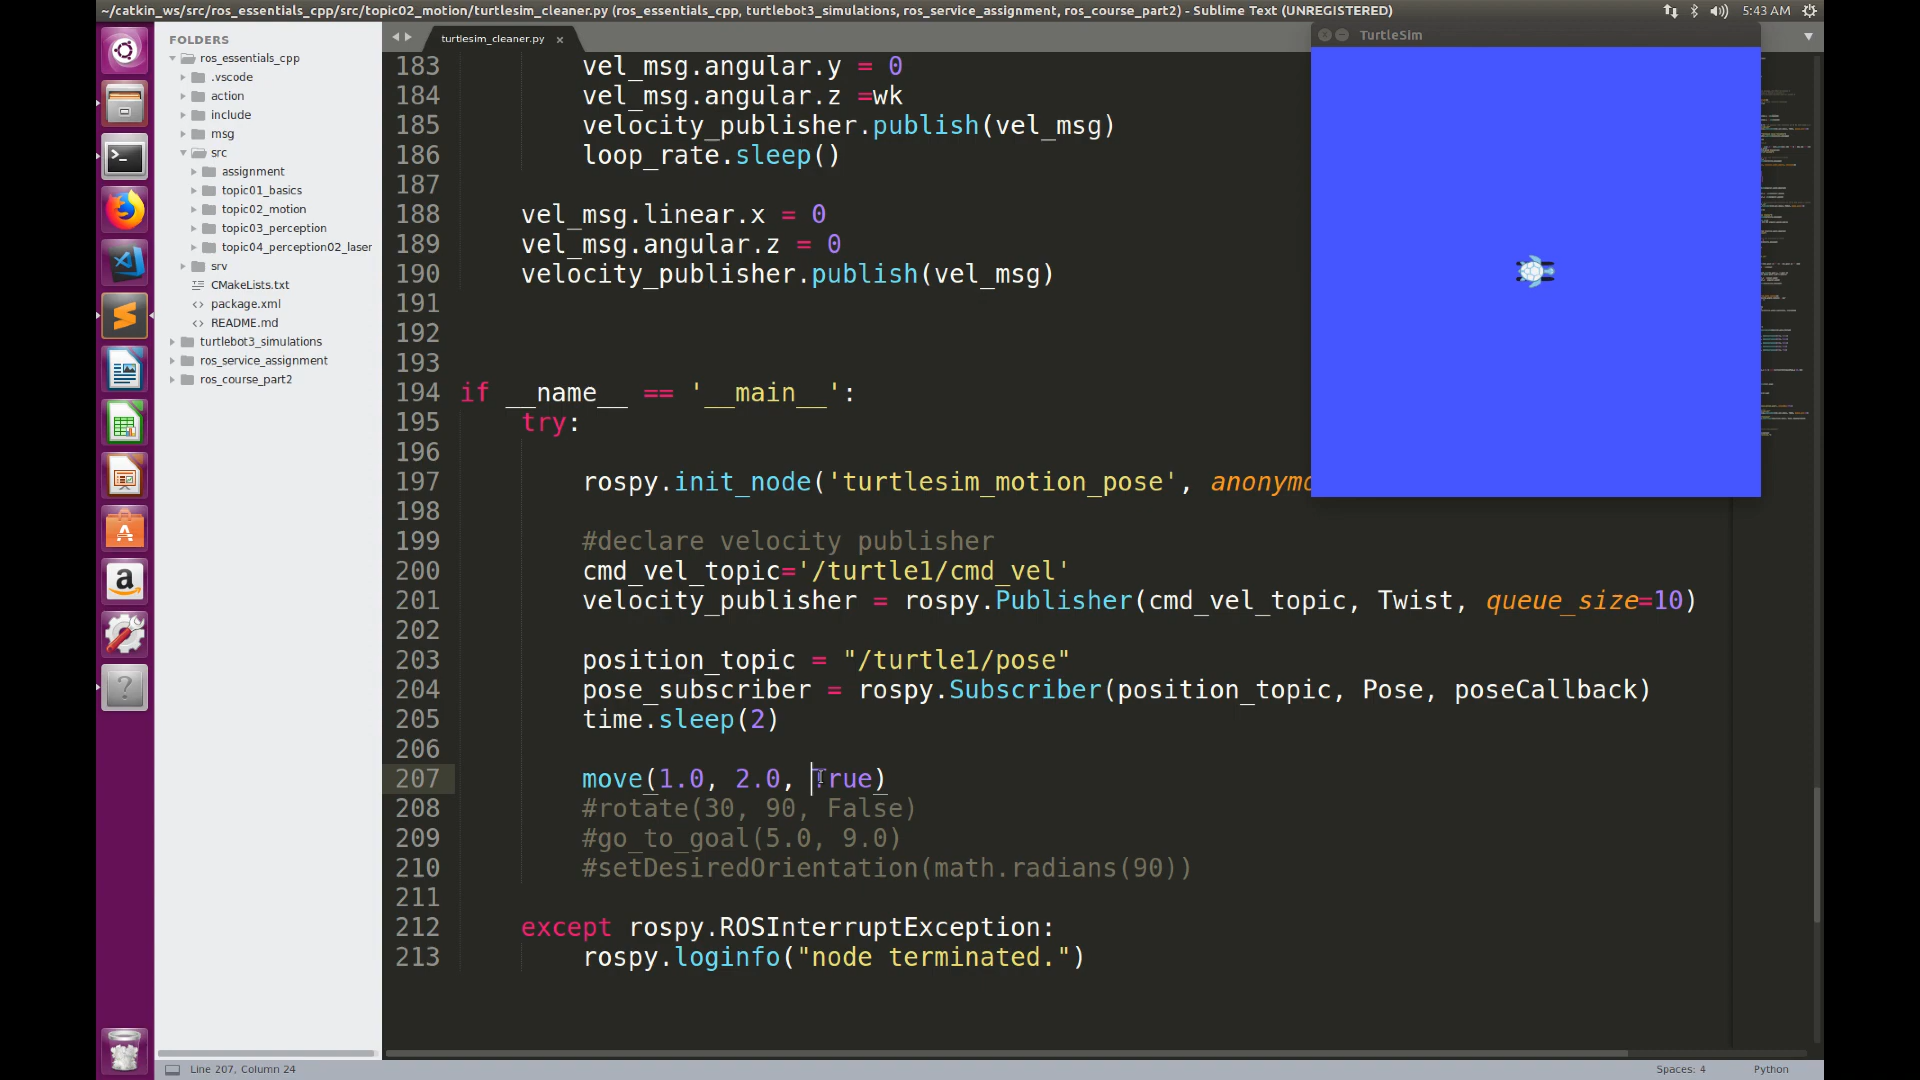 ~/catkin_ws/src/ros_essentials_cpp/src/topic02_motion/turtlesim_cleaner.py (ros_essentials_cpp, turtlebot3_simulations, ros_service_assignment, ros_course_part2) - Sublime Text (UNREGISTERED)
5:43 AM
FOLDERS
ros_essentials_cpp
.vscode
action
include
msg
src
assignment
topic01_basics
topic02_motion
topic03_perception
topic04_perception02_laser
srv
CMakeLists.txt
package.xml
README.md
turtlebot3_simulations
ros_service_assignment
ros_course_part2
turtlesim_cleaner.py
TurtleSim
183 vel_msg.angular.y = 0
184 vel_msg.angular.z =wk
185 velocity_publisher.publish(vel_msg)
186 loop_rate.sleep()
187
188 vel_msg.linear.x = 0
189 vel_msg.angular.z = 0
190 velocity_publisher.publish(vel_msg)
191
192
193
194 if __name__ == '__main__':
195 try:
196
197 rospy.init_node('turtlesim_motion_pose', anonymo
198
199 #declare velocity publisher
200 cmd_vel_topic='/turtle1/cmd_vel'
201 velocity_publisher = rospy.Publisher(cmd_vel_topic, Twist, queue_size=10)
202
203 position_topic = "/turtle1/pose"
204 pose_subscriber = rospy.Subscriber(position_topic, Pose, poseCallback)
205 time.sleep(2)
206
207 move(1.0, 2.0, True)
208 #rotate(30, 90, False)
209 #go_to_goal(5.0, 9.0)
210 #setDesiredOrientation(math.radians(90))
211
212 except rospy.ROSInterruptException:
213 rospy.loginfo("node terminated.")
Line 207, Column 24
Spaces: 4
Python